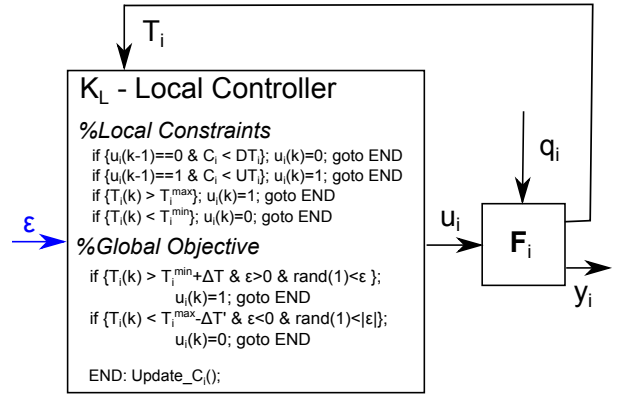 T_i
K_L - Local Controller
%Local Constraints
if {u_i(k-1)==0 & C_i < DT_i}; u_i(k)=0; goto END
if {u_i(k-1)==1 & C_i < UT_i}; u_i(k)=1; goto END
if {T_i(k) > T_i^max}; u_i(k)=1; goto END
if {T_i(k) < T_i^min}; u_i(k)=0; goto END
%Global Objective
if {T_i(k) > T_i^min+ΔT & ε>0 & rand(1)<ε };
u_i(k)=1; goto END
if {T_i(k) < T_i^max-ΔT' & ε<0 & rand(1)<|ε|};
u_i(k)=0; goto END
END: Update_C_i();
ε
u_i
q_i
F_i
y_i